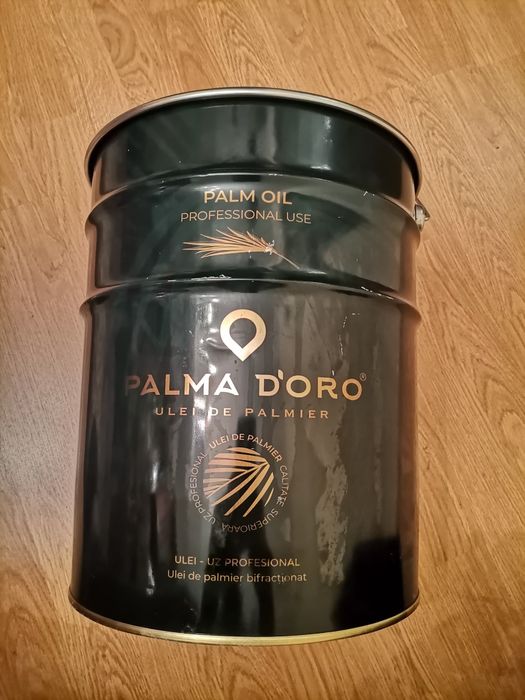 PALM OIL
PROFESSIONAL USE
PALMA D'ORO®
ULEI DE PALMIER
UZ PROFESIONAL ULEI DE PALMIER CALITATE SUPERIOARĂ
ULEI - UZ PROFESIONAL
Ulei de palmier bifracționat